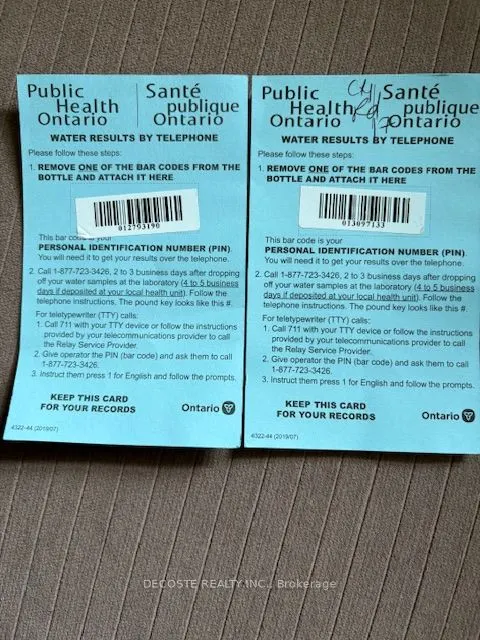 Public
Health
Ontario
Santé
publique
Ontario
WATER RESULTS BY TELEPHONE
Please follow these steps:
1. REMOVE ONE OF THE BAR CODES FROM THE
BOTTLE AND ATTACH IT HERE
012793190
This bar code is your
PERSONAL IDENTIFICATION NUMBER (PIN).
You will need it to get your results over the telephone.
2. Call 1-877-723-3426, 2 to 3 business days after dropping
off your water samples at the laboratory (4 to 5 business
days if deposited at your local health unit). Follow the
telephone instructions. The pound key looks like this #.
For teletypewriter (TTY) calls:
1. Call 711 with your TTY device or follow the instructions
provided by your telecommunications provider to call
the Relay Service Provider.
2. Give operator the PIN (bar code) and ask them to call
1-877-723-3426.
3. Instruct them press 1 for English and follow the prompts.
KEEP THIS CARD
FOR YOUR RECORDS
Ontario
4322-44 (2019/07)
Public
Health
Ontario
Santé
publique
Ontario
WATER RESULTS BY TELEPHONE
Please follow these steps:
1. REMOVE ONE OF THE BAR CODES FROM THE
BOTTLE AND ATTACH IT HERE
013097133
This bar code is your
PERSONAL IDENTIFICATION NUMBER (PIN).
You will need it to get your results over the telephone.
2. Call 1-877-723-3426, 2 to 3 business days after dropping
off your water samples at the laboratory (4 to 5 business
days if deposited at your local health unit). Follow the
telephone instructions. The pound key looks like this #.
For teletypewriter (TTY) calls:
1. Call 711 with your TTY device or follow the instructions
provided by your telecommunications provider to call
the Relay Service Provider.
2. Give operator the PIN (bar code) and ask them to call
1-877-723-3426.
3. Instruct them press 1 for English and follow the prompts.
KEEP THIS CARD
FOR YOUR RECORDS
Ontario
4322-44 (2019/07)
DECOSTE REALTY INC., Brokerage